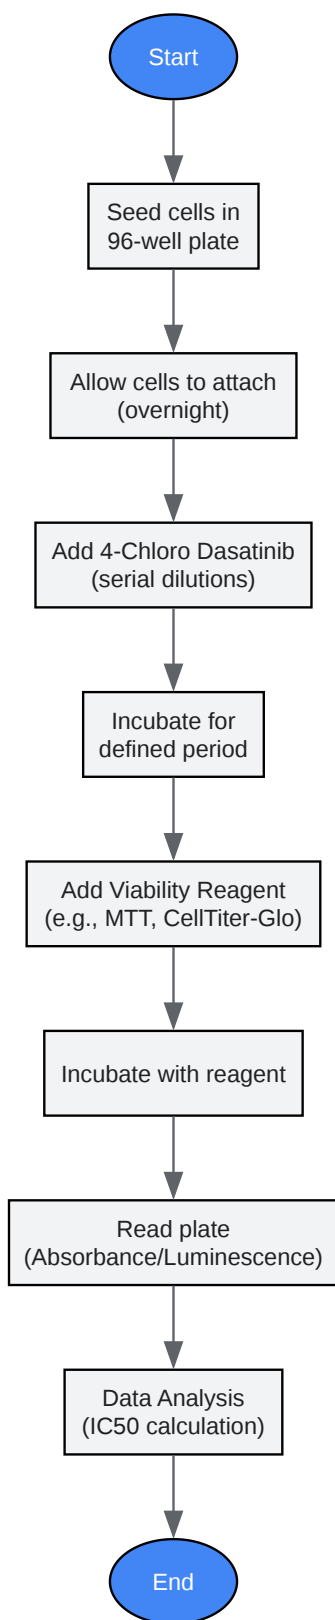 Start
Seed cells in
96-well plate
Allow cells to attach
(overnight)
Add 4-Chloro Dasatinib
(serial dilutions)
Incubate for
defined period
Add Viability Reagent
(e.g., MTT, CellTiter-Glo)
Incubate with reagent
Read plate
(Absorbance/Luminescence)
Data Analysis
(IC50 calculation)
End